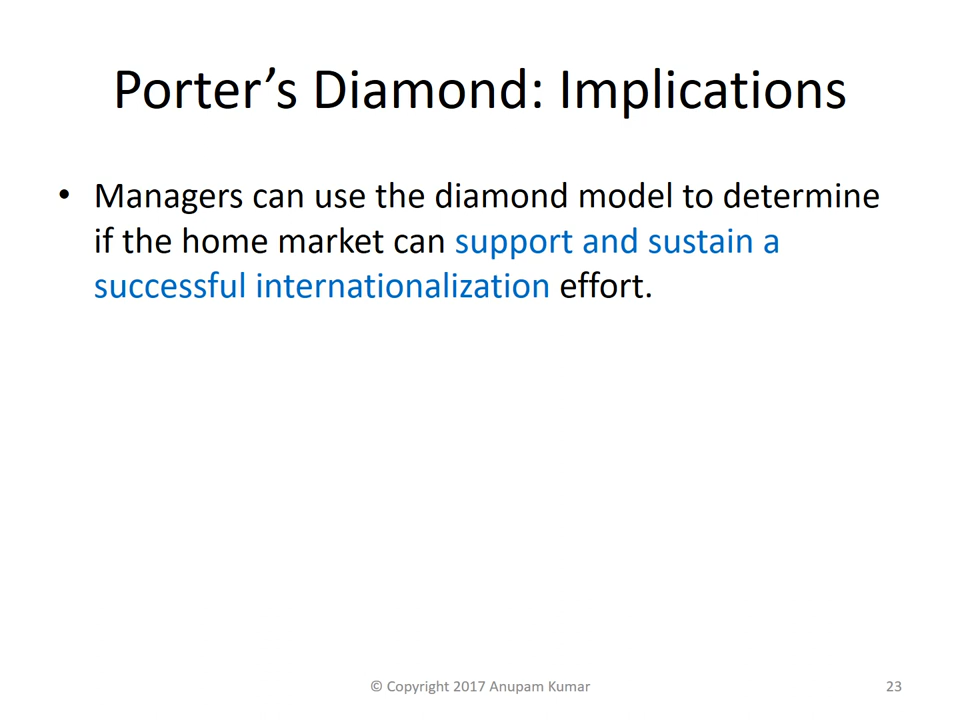 Porter’s Diamond: Implications
• Managers can use the diamond model to determine
if the home market can support and sustain a
successful internationalization effort.
© Copyright 2017 Anupam Kumar
23